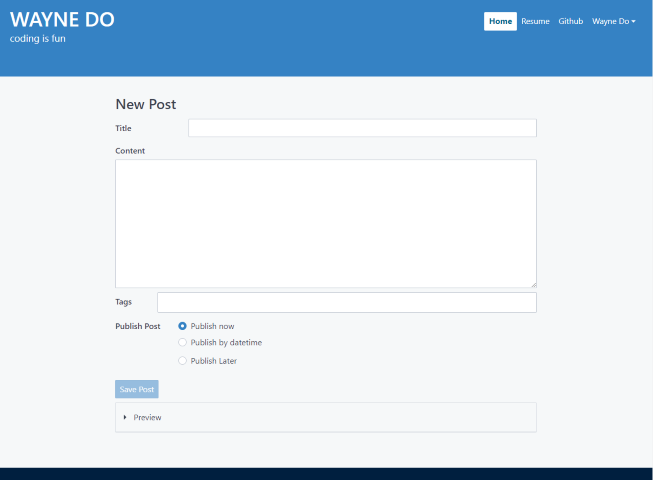 WAYNE DO
coding is fun
Home Resume Github Wayne Do
New Post
Title
Content
Tags
Publish Post
Publish now
Publish by datetime
Publish Later
Save Post
Preview